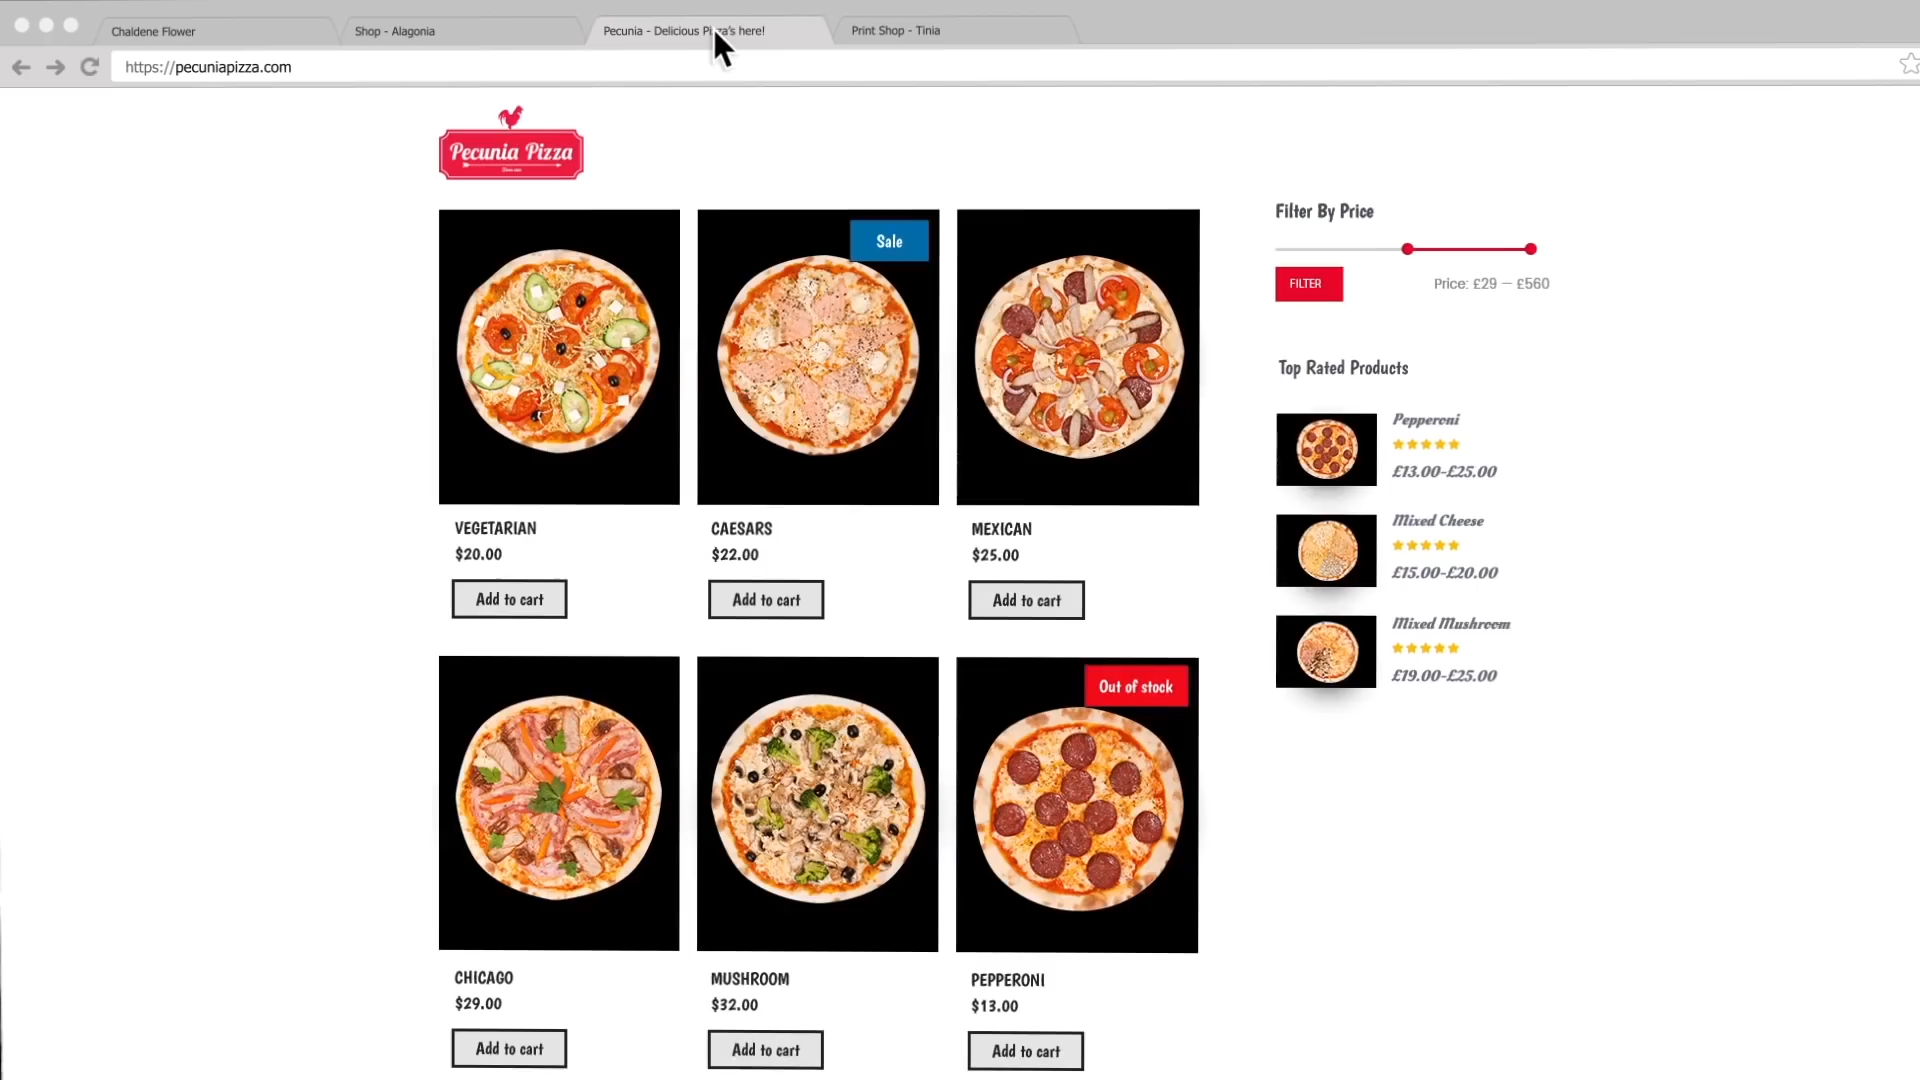 Chaldene Flower
Shop - Alagonia
Pecunia - Delicious Pizza's here!
Print Shop - Tinia
https://pecuniapizza.com
Pecunia Pizza
Sale
Filter By Price
FILTER
Price: £29 — £560
VEGETARIAN
$20.00
Add to cart
CAESARS
$22.00
Add to cart
MEXICAN
$25.00
Add to cart
Top Rated Products
Pepperoni
£13.00-£25.00
Mixed Cheese
£15.00-£20.00
Mixed Mushroom
£19.00-£25.00
Out of stock
CHICAGO
$29.00
Add to cart
MUSHROOM
$32.00
Add to cart
PEPPERONI
$13.00
Add to cart